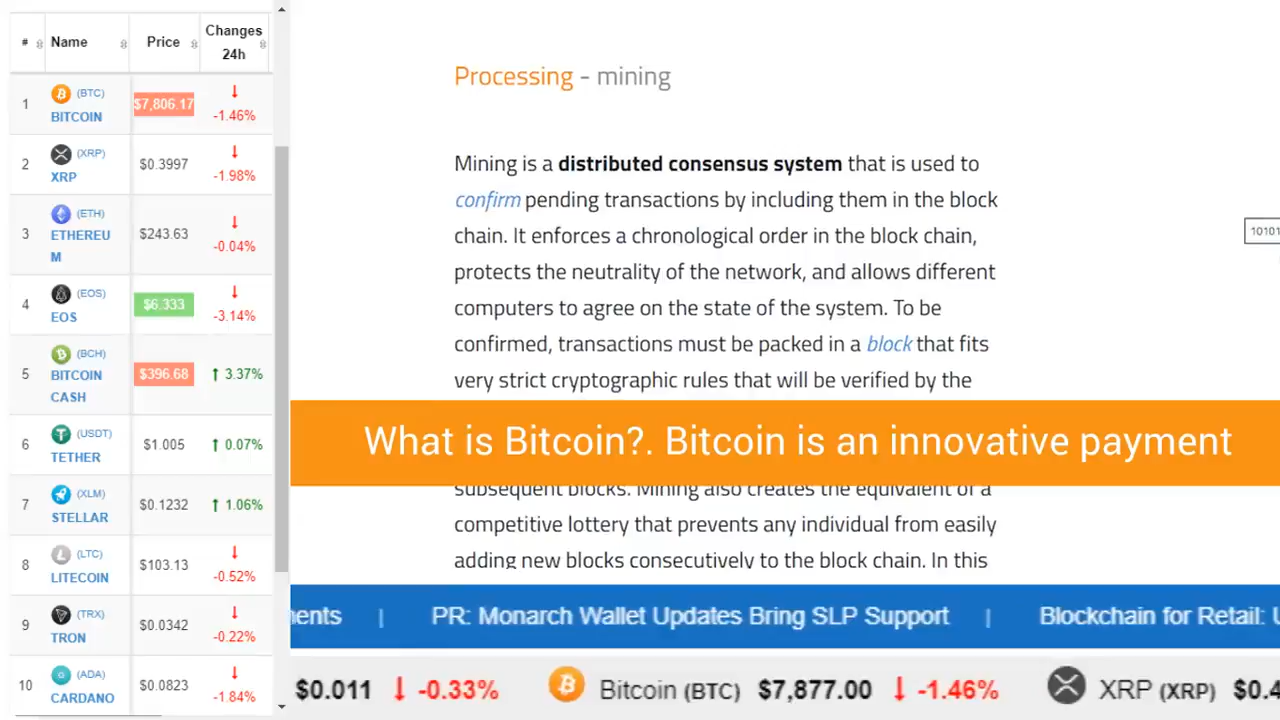 # Name Price Changes 24h
1 (BTC) BITCOIN $7,806.17 ↓ -1.46%
2 (XRP) XRP $0.3997 ↓ -1.98%
3 (ETH) ETHEREUM $243.63 ↓ -0.04%
4 (EOS) EOS $6.333 ↓ -3.14%
5 (BCH) BITCOIN CASH $396.68 ↑ 3.37%
6 (USDT) TETHER $1.005 ↑ 0.07%
7 (XLM) STELLAR $0.1232 ↑ 1.06%
8 (LTC) LITECOIN $103.13 ↓ -0.52%
9 (TRX) TRON $0.0342 ↓ -0.22%
10 (ADA) CARDANO $0.0823 ↓ -1.84%
Processing - mining
Mining is a distributed consensus system that is used to
confirm pending transactions by including them in the block
chain. It enforces a chronological order in the block chain,
protects the neutrality of the network, and allows different
computers to agree on the state of the system. To be
confirmed, transactions must be packed in a block that fits
very strict cryptographic rules that will be verified by the
What is Bitcoin?. Bitcoin is an innovative payment
subsequent blocks. Mining also creates the equivalent of a
competitive lottery that prevents any individual from easily
adding new blocks consecutively to the block chain. In this
10101
nents | PR: Monarch Wallet Updates Bring SLP Support | Blockchain for Retail:
$0.011 ↓ -0.33% Bitcoin (BTC) $7,877.00 ↓ -1.46% XRP (XRP) $0.4